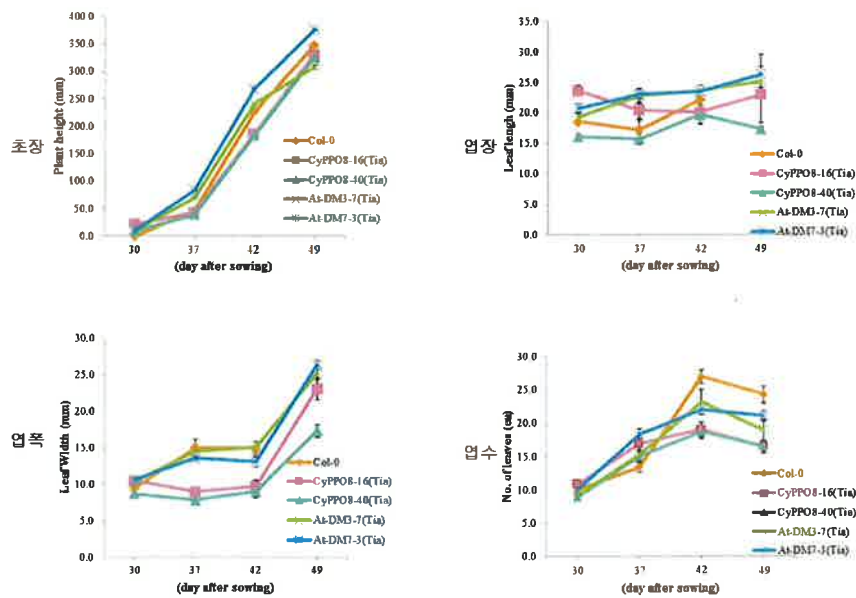 400.0
350.0
300.0
250.0
200.0
150.0
100.0
50.0
0.0
초장
Plant height (mm)
Col-0
CyPPO8-16(Tia)
CyPPO8-40(Tia)
At-DM3-7(Tia)
At-DM7-3(Tia)
30 37 42 49
(day after sowing)
35.0
30.0
25.0
20.0
15.0
10.0
5.0
0.0
엽장
Leaf lengh (mm)
Col-0
CyPPO8-16(Tia)
CyPPO8-40(Tia)
At-DM3-7(Tia)
At-DM7-3(Tia)
30 37 42 49
(day after sowing)
30.0
25.0
20.0
15.0
10.0
5.0
0.0
엽폭
Leaf Width (mm)
Col-0
CyPPO8-16(Tia)
CyPPO8-40(Tia)
At-DM3-7(Tia)
At-DM7-3(Tia)
30 37 42 49
(day after sowing)
30.0
25.0
20.0
15.0
10.0
5.0
0.0
엽수
No. of leaves (ea)
Col-0
CyPPO8-16(Tia)
CyPPO8-40(Tia)
At-DM3-7(Tia)
At-DM7-3(Tia)
30 37 42 49
(day after sowing)